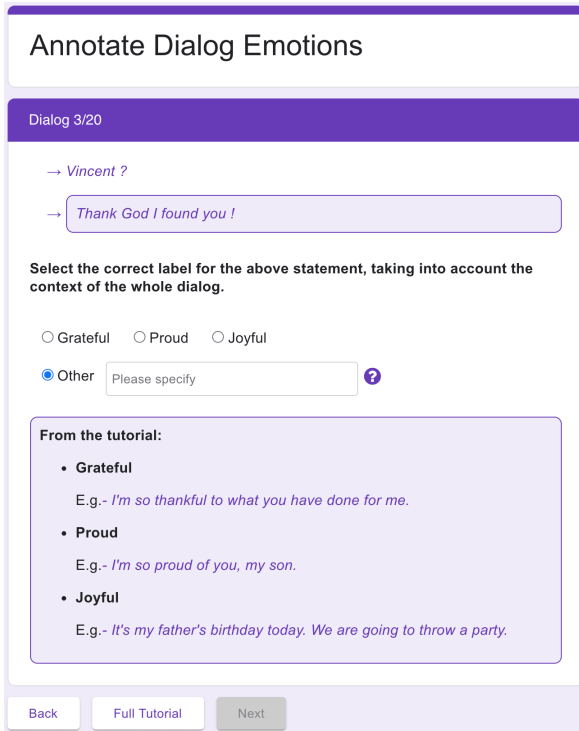 Annotate Dialog Emotions
Dialog 3/20
→ Vincent ?
→ Thank God I found you !
Select the correct label for the above statement, taking into account the
context of the whole dialog.
Grateful Proud Joyful
Other Please specify ?
From the tutorial:
• Grateful
E.g.- I'm so thankful to what you have done for me.
• Proud
E.g.- I'm so proud of you, my son.
• Joyful
E.g.- It's my father's birthday today. We are going to throw a party.
Back Full Tutorial Next